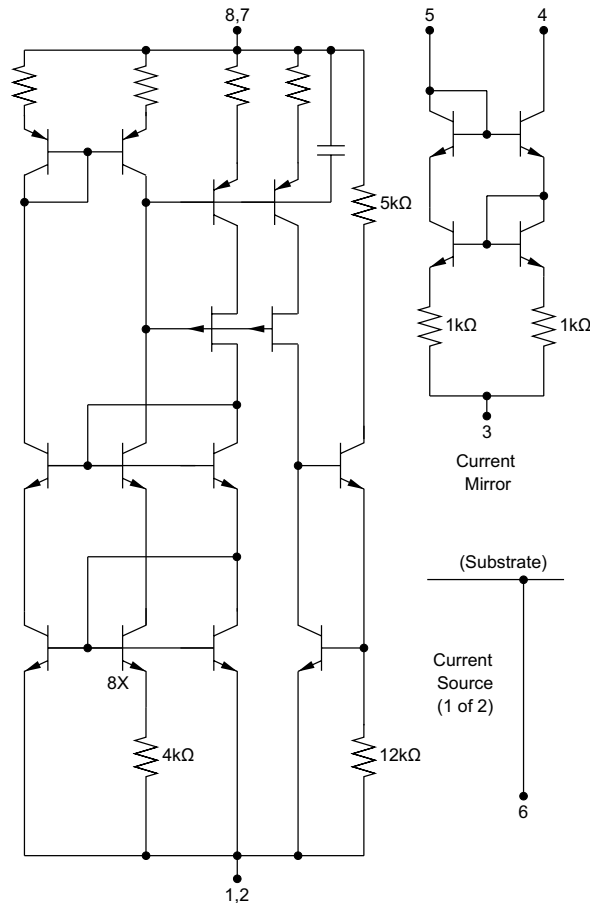 8,7
5
4
5kΩ
1kΩ
1kΩ
3
Current
Mirror
(Substrate)
Current
Source
(1 of 2)
8X
4kΩ
12kΩ
6
1,2